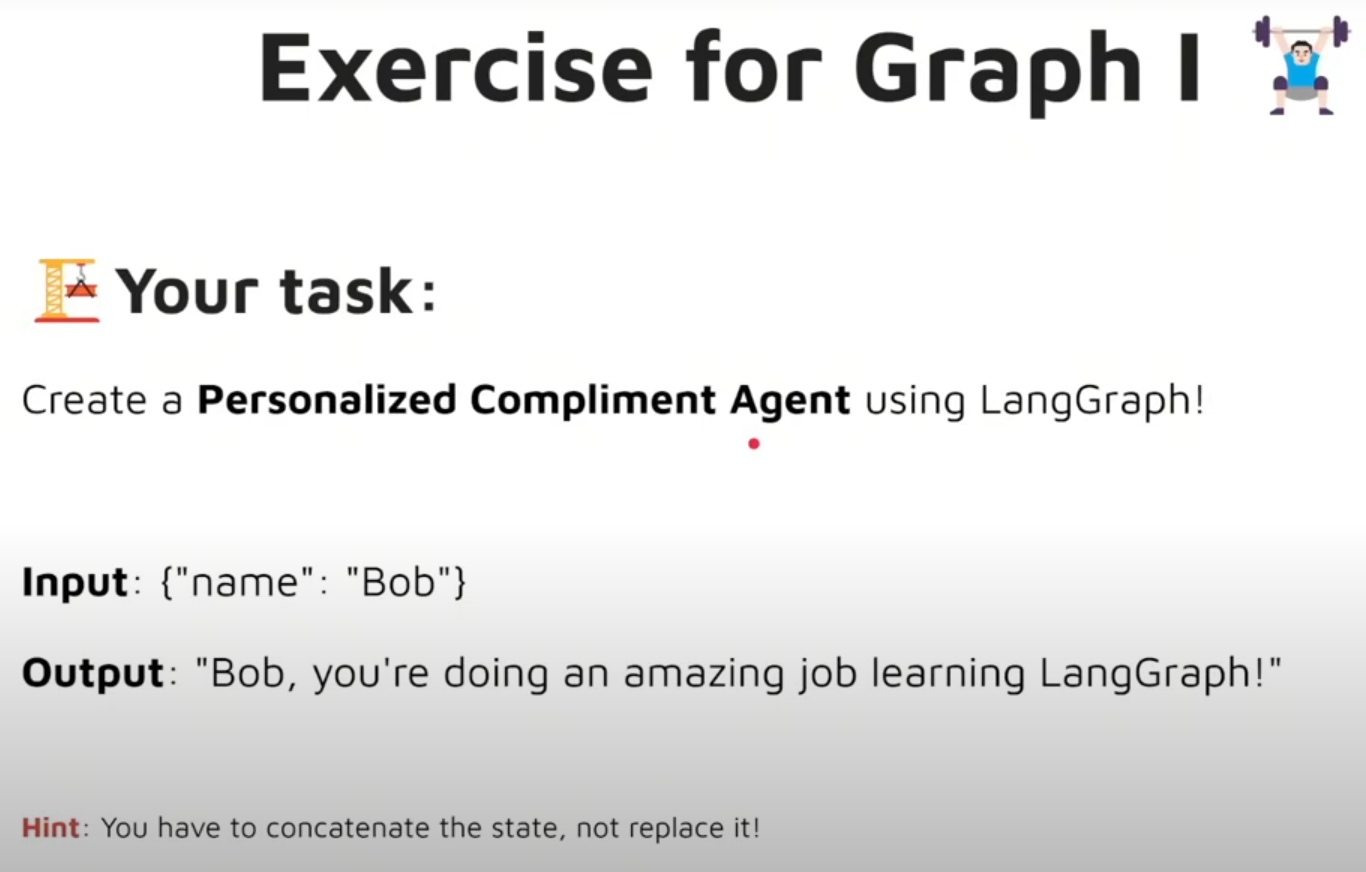 Exercise for Graph I
Your task:
Create a Personalized Compliment Agent using LangGraph!
Input: {"name": "Bob"}
Output: "Bob, you're doing an amazing job learning LangGraph!"
Hint: You have to concatenate the state, not replace it!